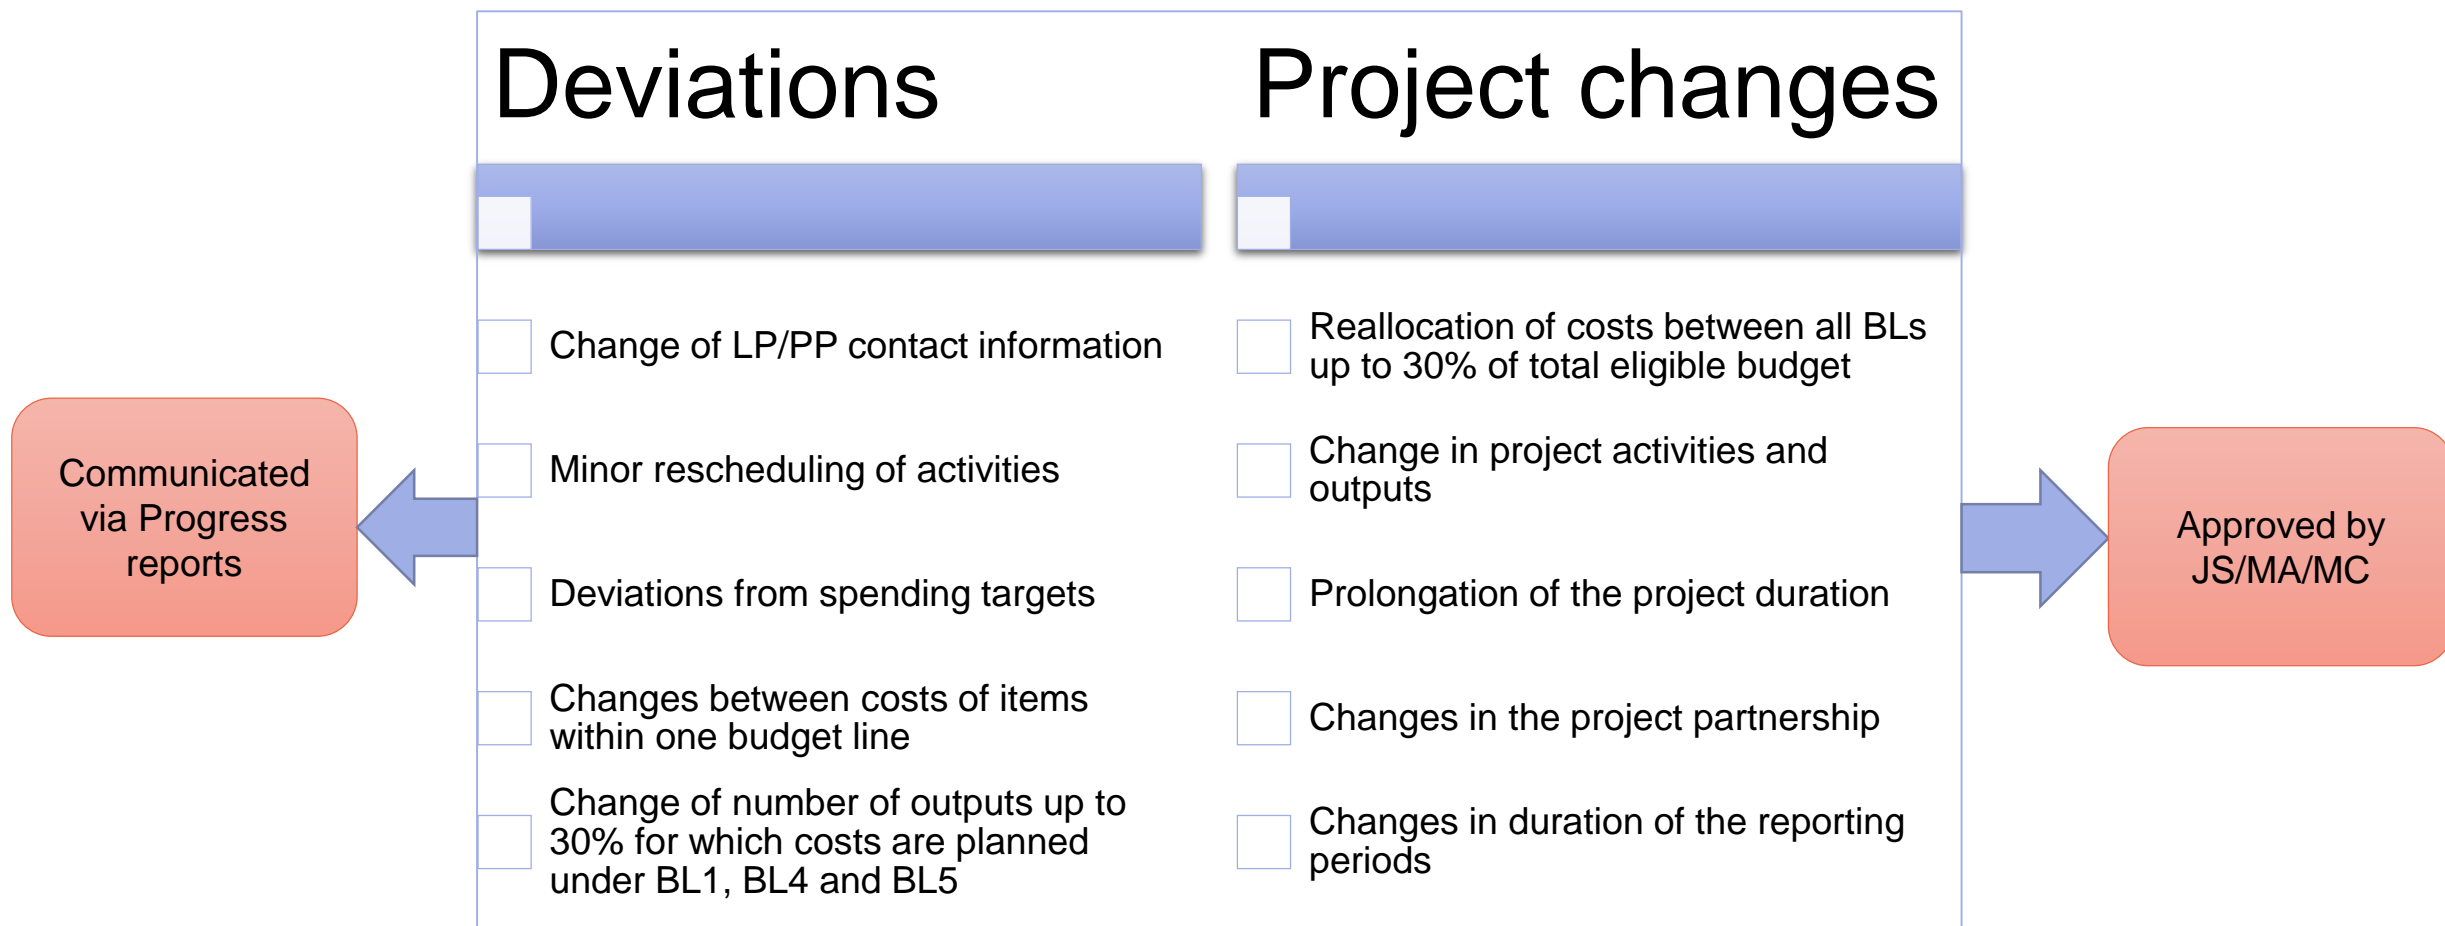 Deviations
Project changes
Communicated
via Progress
reports
Change of LP/PP contact information
Minor rescheduling of activities
Deviations from spending targets
Changes between costs of items
within one budget line
Change of number of outputs up to
30% for which costs are planned
under BL1, BL4 and BL5
Reallocation of costs between all BLs
up to 30% of total eligible budget
Change in project activities and
outputs
Prolongation of the project duration
Changes in the project partnership
Changes in duration of the reporting
periods
Approved by
JS/MA/MC